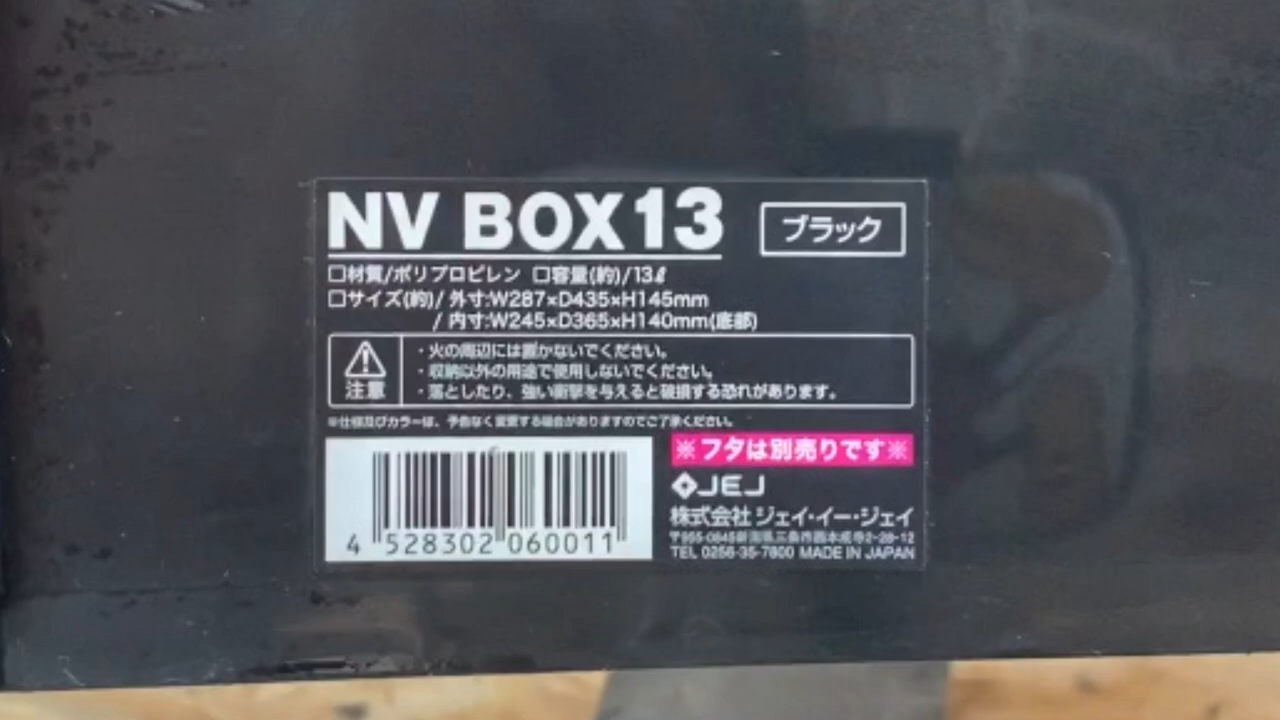 NV BOX13
ブラック
□材質/ポリプロピレン □容量(約)/13ℓ
□サイズ(約)/ 外寸:W287×D435×H145mm
/ 内寸:W245×D365×H140mm(底部)
注意
・火の周辺には置かないでください。
・収納以外の用途で使用しないでください。
・落としたり、強い衝撃を与えると破損する恐れがあります。
※仕様及びカラーは、予告なく変更する場合がありますのでご了承ください。
※フタは別売りです※
JEJ
株式会社 ジェイ・イー・ジェイ
〒955-0845新潟県三条市西本成寺2-28-12
TEL 0256-35-7800 MADE IN JAPAN
4 528302 060011